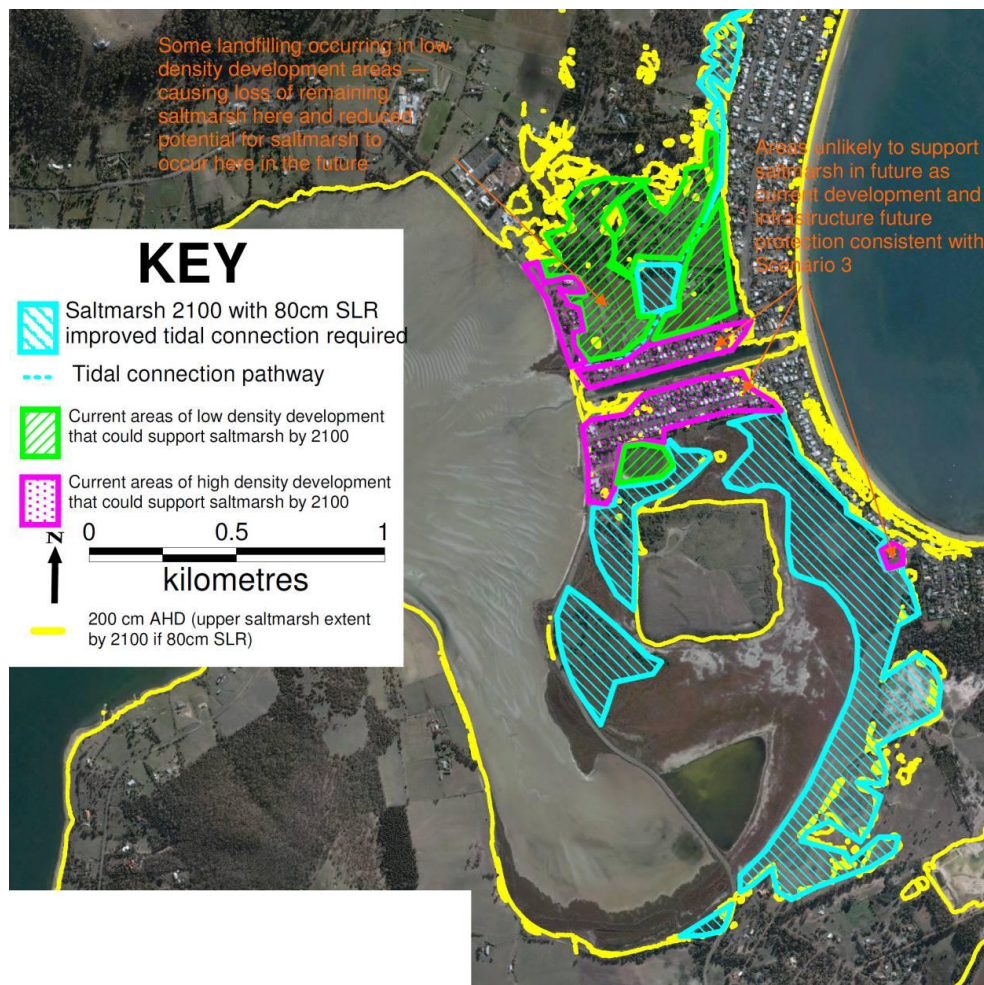 Some landfilling occurring in low
density development areas —
causing loss of remaining
saltmarsh here and reduced
potential for saltmarsh to
occur here in the future
Areas unlikely to support
saltmarsh in future as
current development and
infrastructure future
protection consistent with
Scenario 3
KEY
Saltmarsh 2100 with 80cm SLR
improved tidal connection required
Tidal connection pathway
Current areas of low density development
that could support saltmarsh by 2100
Current areas of high density development
that could support saltmarsh by 2100
0 0.5 1
N
kilometres
200 cm AHD (upper saltmarsh extent
by 2100 if 80cm SLR)